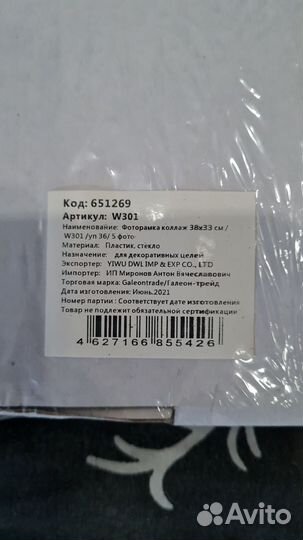 Код: 651269
Артикул: W301
Наименование: Фоторамка коллаж 38х33 см /
W301 /уп 36/ 5 фото
Материал: Пластик, стекло
Назначение: для декоративных целей
Экспортер: YIWU DWL IMP & EXP CO., LTD
Импортер: ИП Миронов Антон Вячеславович
Торговая марка: Galeontrade/Галеон-трейд
Дата изготовления: Июнь.2021
Номер партии : Соответствует дате изготовления
Товар не подлежит обязательной сертификации
4 627166 855426
Avito